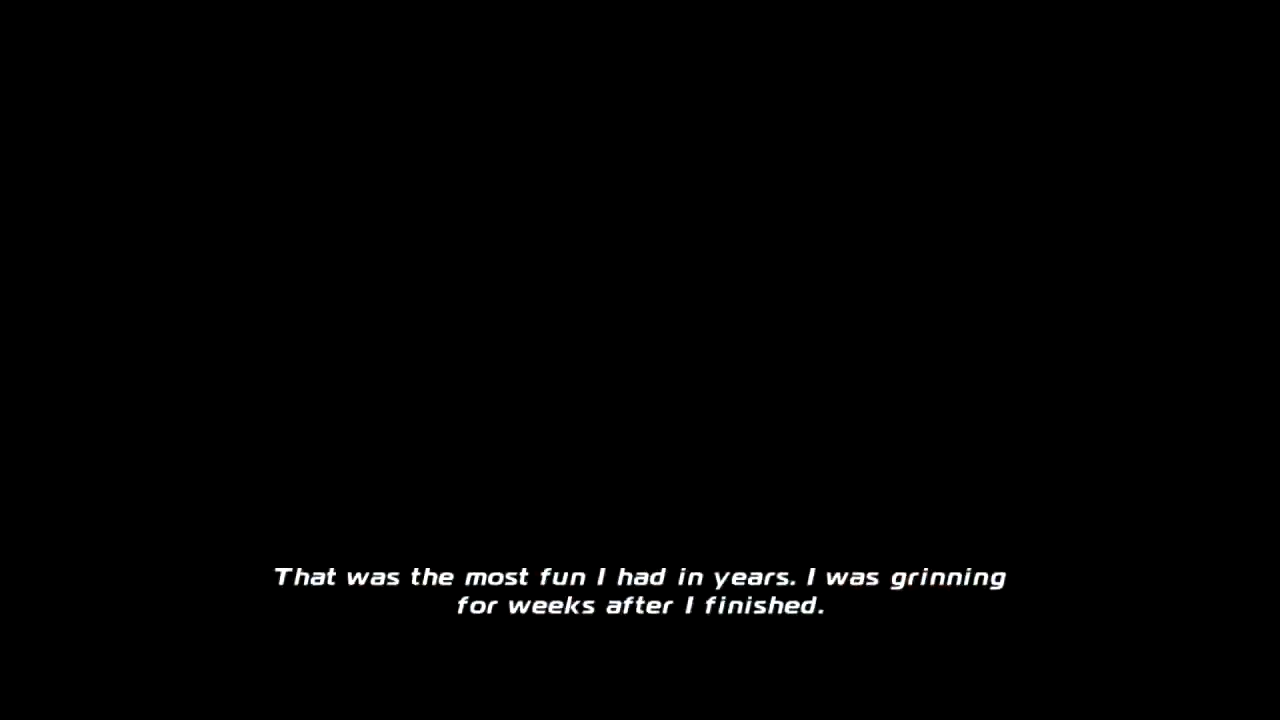 That was the most fun I had in years. I was grinning
for weeks after I finished.